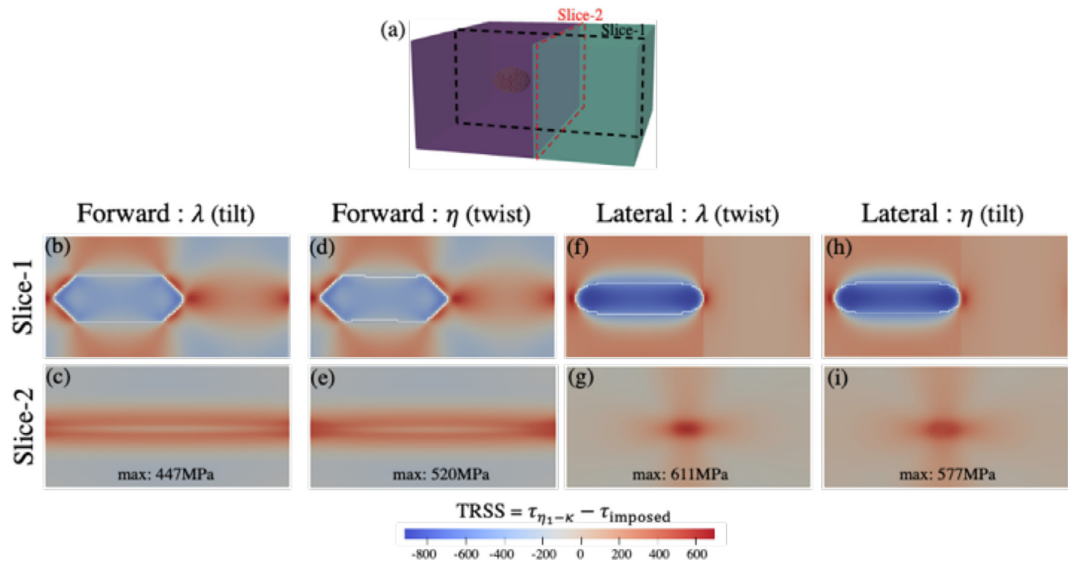 (a)
Slice-2
Slice-1
Forward : λ (tilt)
Forward : η (twist)
Lateral : λ (twist)
Lateral : η (tilt)
Slice-1
(b)
(d)
(f)
(h)
Slice-2
(c)
(e)
(g)
(i)
max: 447MPa
max: 520MPa
max: 611MPa
max: 577MPa
TRSS = τη₁−κ − τimposed
-800 -600 -400 -200 0 200 400 600